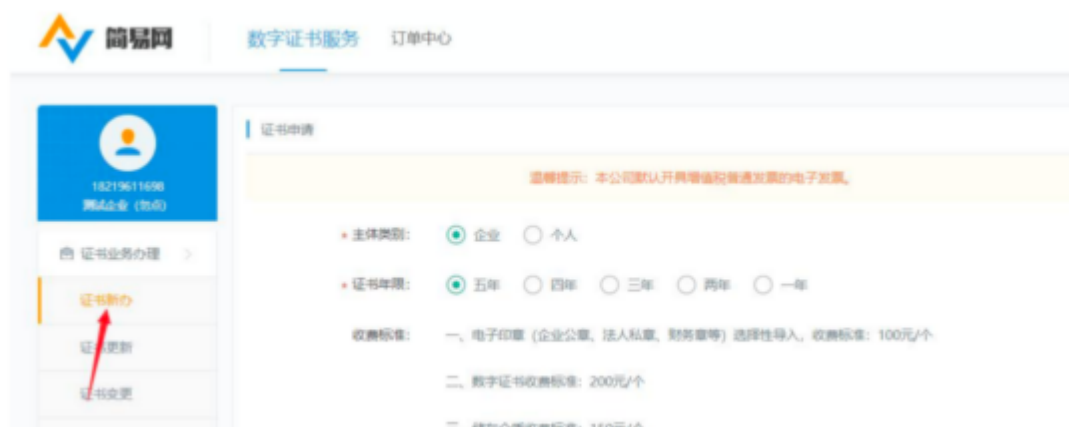 简易网
数字证书服务 订单中心
证书申请
温馨提示：本公司默认开具增值税普通发票的电子发票。
18219611698
测试企业（勿点）
* 主体类别： 企业 个人
证书业务办理
* 证书年限： 五年 四年 三年 两年 一年
证书新办
收费标准： 一、电子印章（企业公章、法人私章、财务章等）选择性导入，收费标准：100元/个
证书更新
二、数字证书收费标准：200元/个
证书变更